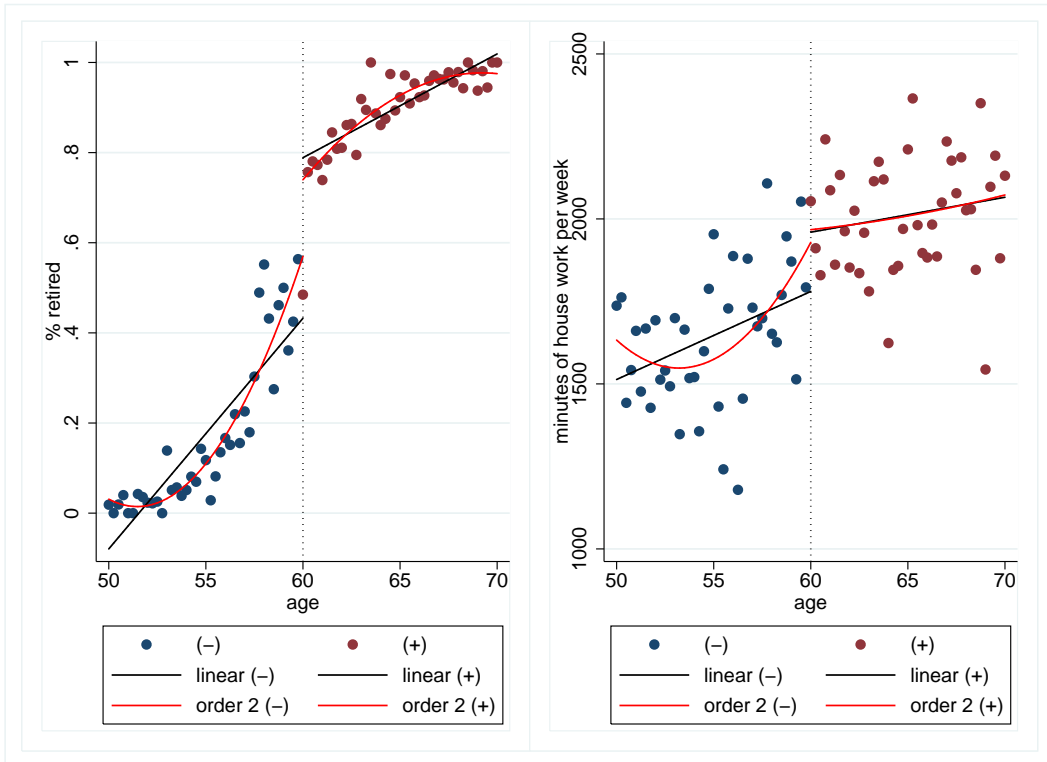 % retired
1
.8
.6
.4
.2
0
50 55 60 65 70
age
(−) (+)
linear (−) linear (+)
order 2 (−) order 2 (+)
minutes of house work per week
2500
2000
1500
1000
50 55 60 65 70
age
(−) (+)
linear (−) linear (+)
order 2 (−) order 2 (+)